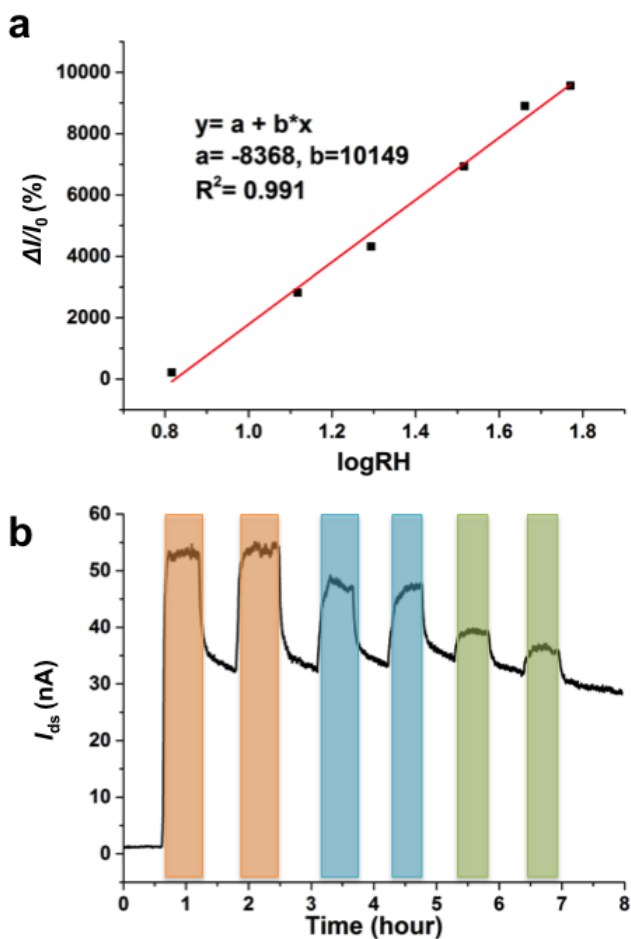 a
10000
8000
6000
4000
2000
0
ΔI/I₀ (%)
y= a + b*x
a= -8368, b=10149
R²= 0.991
0.8 1.0 1.2 1.4 1.6 1.8
logRH
b
60
50
40
30
20
10
0
I_ds (nA)
0 1 2 3 4 5 6 7 8
Time (hour)